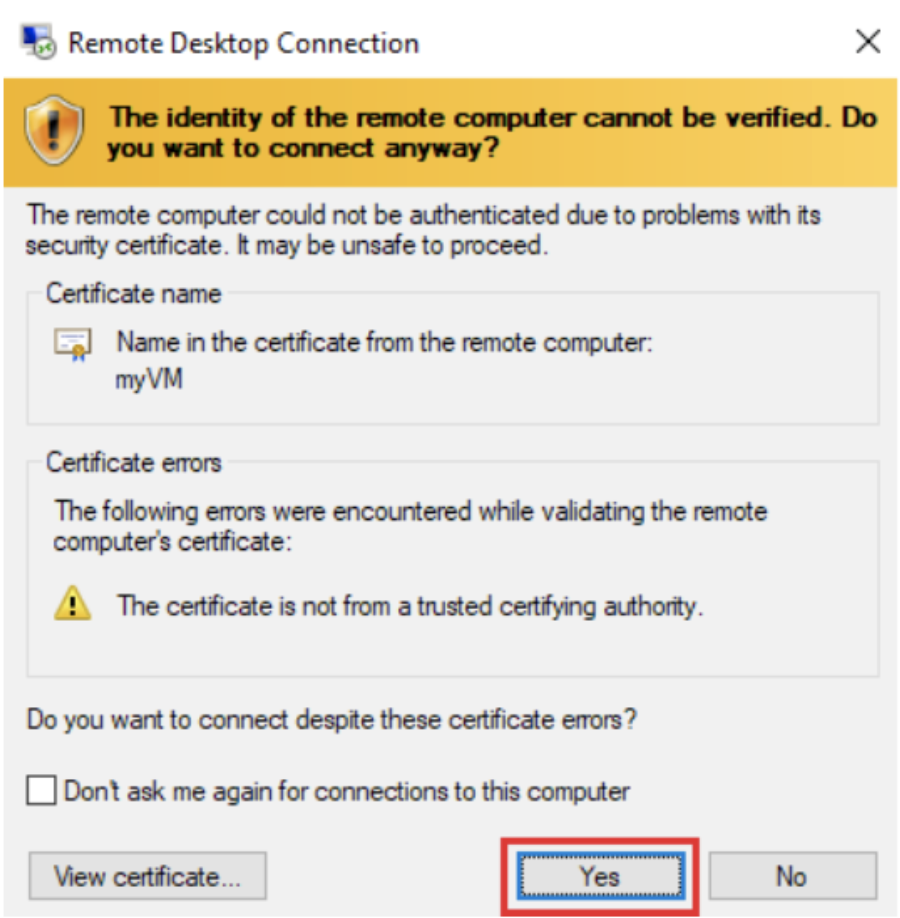 Remote Desktop Connection
The identity of the remote computer cannot be verified. Do
you want to connect anyway?
The remote computer could not be authenticated due to problems with its
security certificate. It may be unsafe to proceed.
Certificate name
Name in the certificate from the remote computer:
myVM
Certificate errors
The following errors were encountered while validating the remote
computer's certificate:
The certificate is not from a trusted certifying authority.
Do you want to connect despite these certificate errors?
Don't ask me again for connections to this computer
View certificate... Yes No